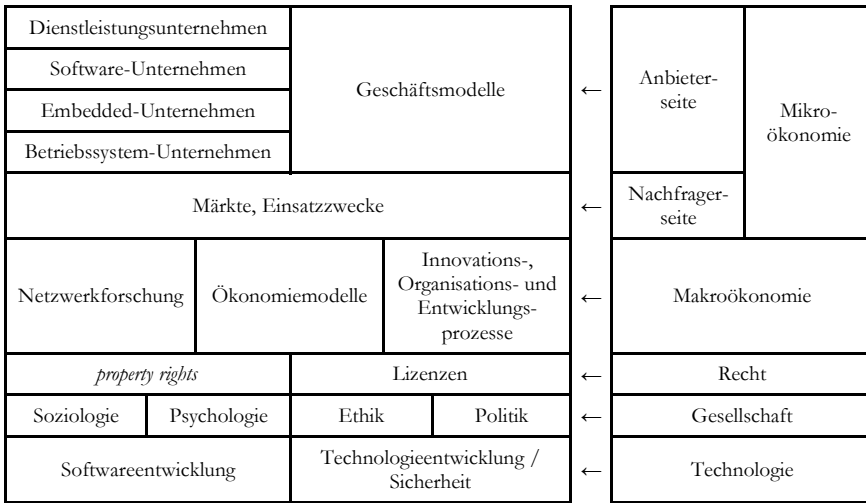 Dienstleistungsunternehmen
Software-Unternehmen
Embedded-Unternehmen
Betriebssystem-Unternehmen
Geschäftsmodelle
←
Anbieter-
seite
Mikro-
ökonomie
Märkte, Einsatzzwecke
←
Nachfrager-
seite
Netzwerkforschung
Ökonomiemodelle
Innovations-,
Organisations- und
Entwicklungs-
prozesse
←
Makroökonomie
property rights
Lizenzen
←
Recht
Soziologie
Psychologie
Ethik
Politik
←
Gesellschaft
Softwareentwicklung
Technologieentwicklung /
Sicherheit
←
Technologie